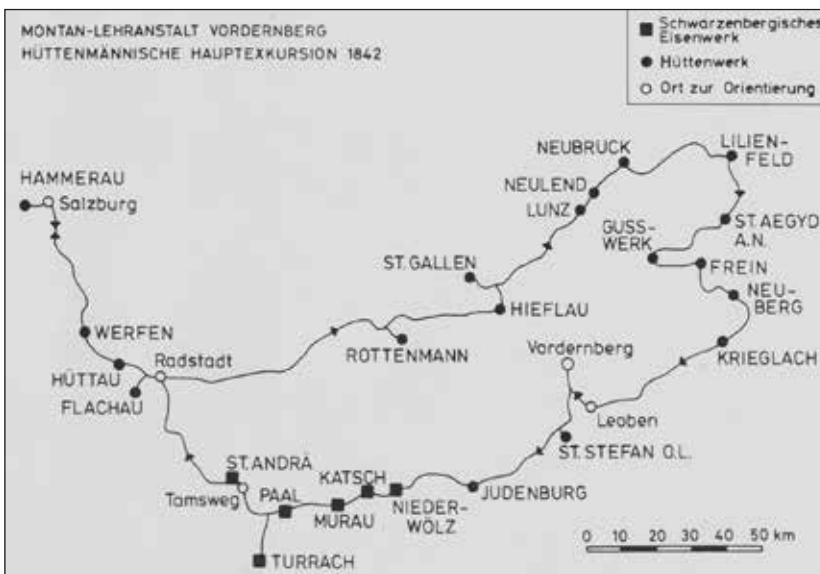 MONTAN-LEHRANSTALT VORDERNBERG
HÜTTENMÄNNISCHE HAUPTEXKURSION 1842
Schwarzenbergisches
Eisenwerk
Hüttenwerk
Ort zur Orientierung
HAMMERAU
Salzburg
WERFEN
HÜTTAU
FLACHAU
Radstadt
ROTTENMANN
ST. GALLEN
HIEFLAU
LUNZ
NEULEND
NEUBRUCK
LILIEN-
FELD
ST. AEGYD
A.N.
GUSS-
WERK
FREIN
NEU-
BERG
KRIEGLACH
Vordernberg
Leoben
ST. STEFAN O.L.
JUDENBURG
NIEDER-
WÖLZ
KATSCH
MURAU
PAAL
ST. ANDRÄ
Tamsweg
TURRACH
0 10 20 30 40 50 km